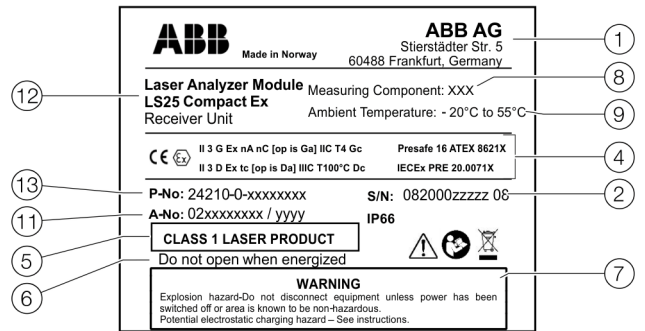 ABB
Made in Norway
ABB AG
Stierstädter Str. 5
60488 Frankfurt, Germany
1
Laser Analyzer Module
LS25 Compact Ex
Receiver Unit
12
Measuring Component: XXX
8
Ambient Temperature: - 20°C to 55°C
9
CE Ex
II 3 G Ex nA nC [op is Ga] IIC T4 Gc
Presafe 16 ATEX 8621X
II 3 D Ex tc [op is Da] IIIC T100°C Dc
IECEx PRE 20.0071X
4
13
P-No: 24210-0-xxxxxxxx
S/N: 082000zzzzz 08
2
11
A-No: 02xxxxxxxx / yyyy
IP66
5
CLASS 1 LASER PRODUCT
6
Do not open when energized
7
WARNING
Explosion hazard-Do not disconnect equipment unless power has been
switched off or area is known to be non-hazardous.
Potential electrostatic charging hazard – See instructions.